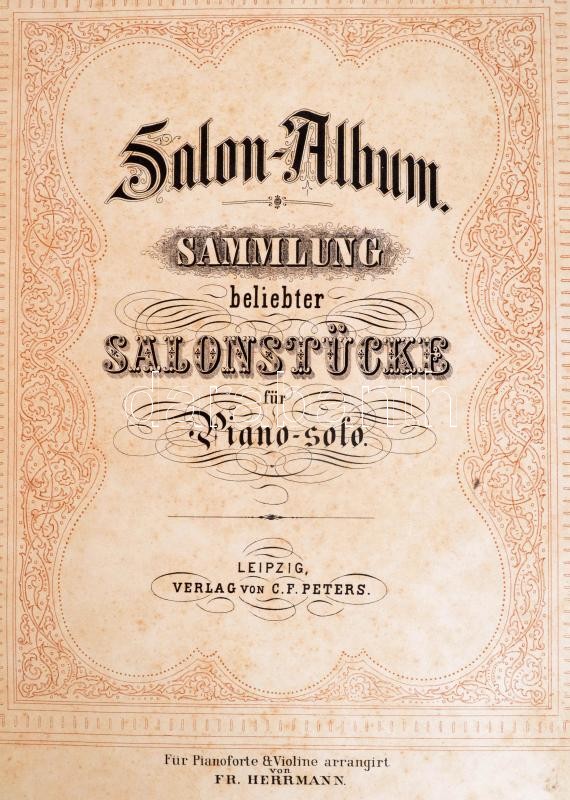 Salon-Album.
SAMMLUNG
beliebter
SALONSTÜCKE
für
Piano-solo.
LEIPZIG,
VERLAG VON C. F. PETERS.
Für Pianoforte & Violine arrangirt
von
FR. HERRMANN.